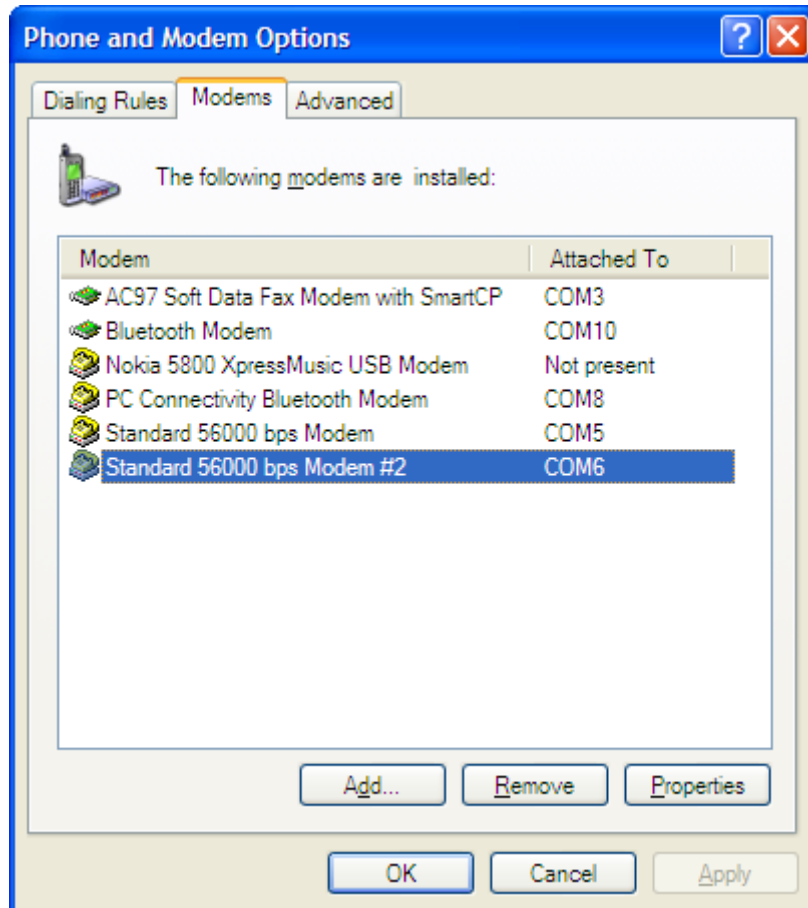 Phone and Modem Options
Dialing Rules Modems Advanced
The following modems are installed:
Modem Attached To
AC97 Soft Data Fax Modem with SmartCP COM3
Bluetooth Modem COM10
Nokia 5800 XpressMusic USB Modem Not present
PC Connectivity Bluetooth Modem COM8
Standard 56000 bps Modem COM5
Standard 56000 bps Modem #2 COM6
Add... Remove Properties
OK Cancel Apply